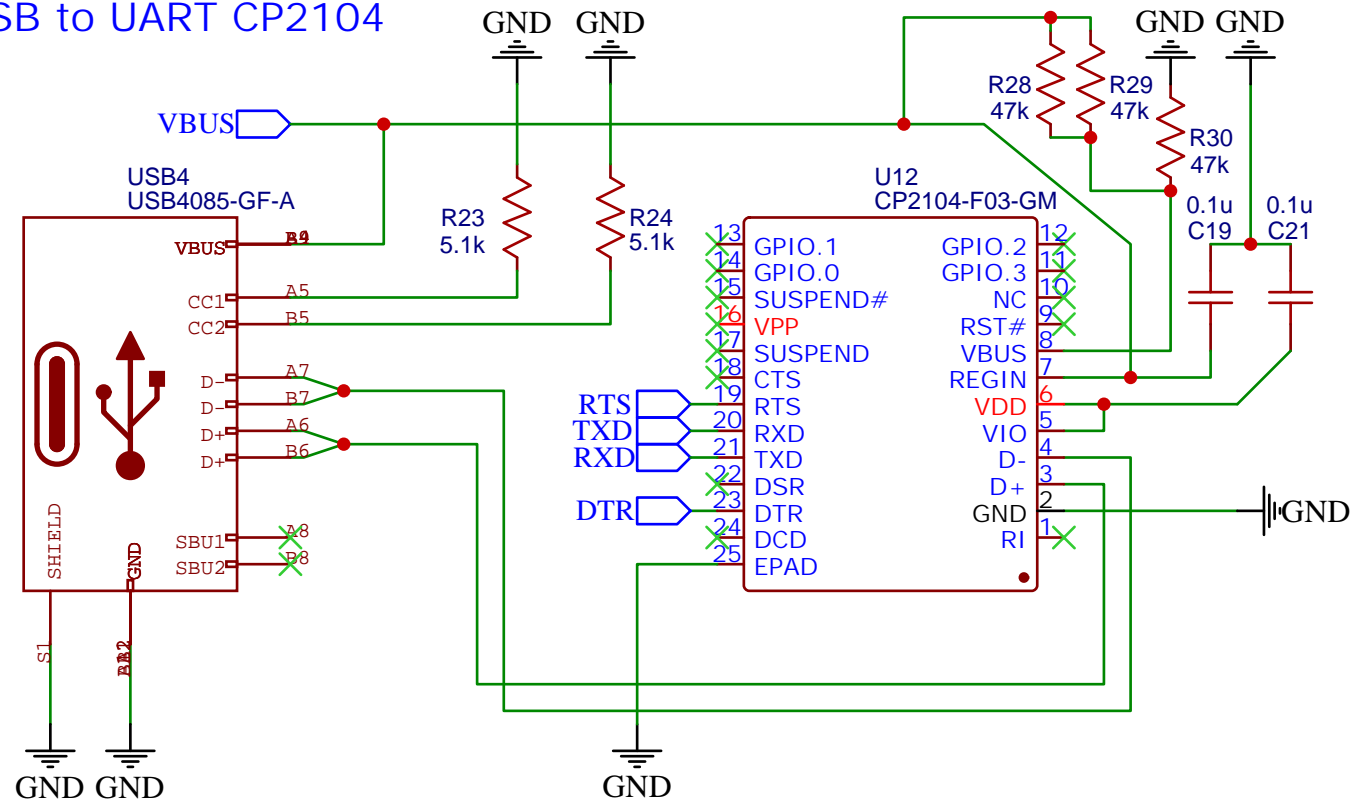 SB to UART CP2104
GND GND GND GND
VBUS
R28
47k
R29
47k
R30
47k
USB4
USB4085-GF-A
R23
5.1k
R24
5.1k
U12
CP2104-F03-GM
0.1u
C19
0.1u
C21
VBUS
CC1 A5
CC2 B5
D- A7
D- B7
D+ A6
D+ B6
SBU1 A8
SBU2 B8
SHIELD
GND
S1
13 GPIO.1 GPIO.2 12
14 GPIO.0 GPIO.3 11
15 SUSPEND# NC 10
16 VPP RST# 9
17 SUSPEND VBUS 8
18 CTS REGIN 7
RTS 19 RTS VDD 6
TXD 20 RXD VIO 5
RXD 21 TXD D- 4
22 DSR D+ 3
DTR 23 DTR GND 2 GND
24 DCD RI 1
25 EPAD
GND GND GND